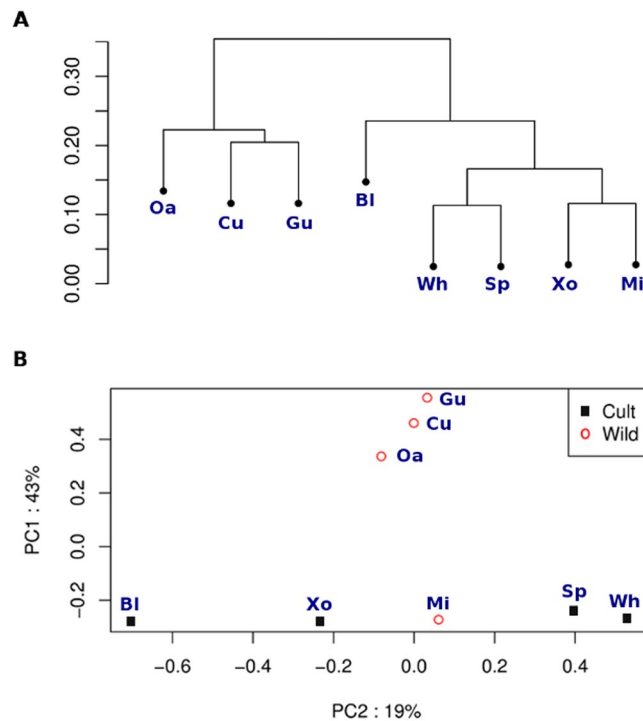 A
0.30
0.20
0.10
0.00
Oa
Cu
Gu
Bl
Wh
Sp
Xo
Mi
B
PC1 : 43%
0.4
0.2
0.0
−0.2
Gu
Cu
Oa
Cult
Wild
Bl
Xo
Mi
Sp
Wh
−0.6 −0.4 −0.2 0.0 0.2 0.4
PC2 : 19%